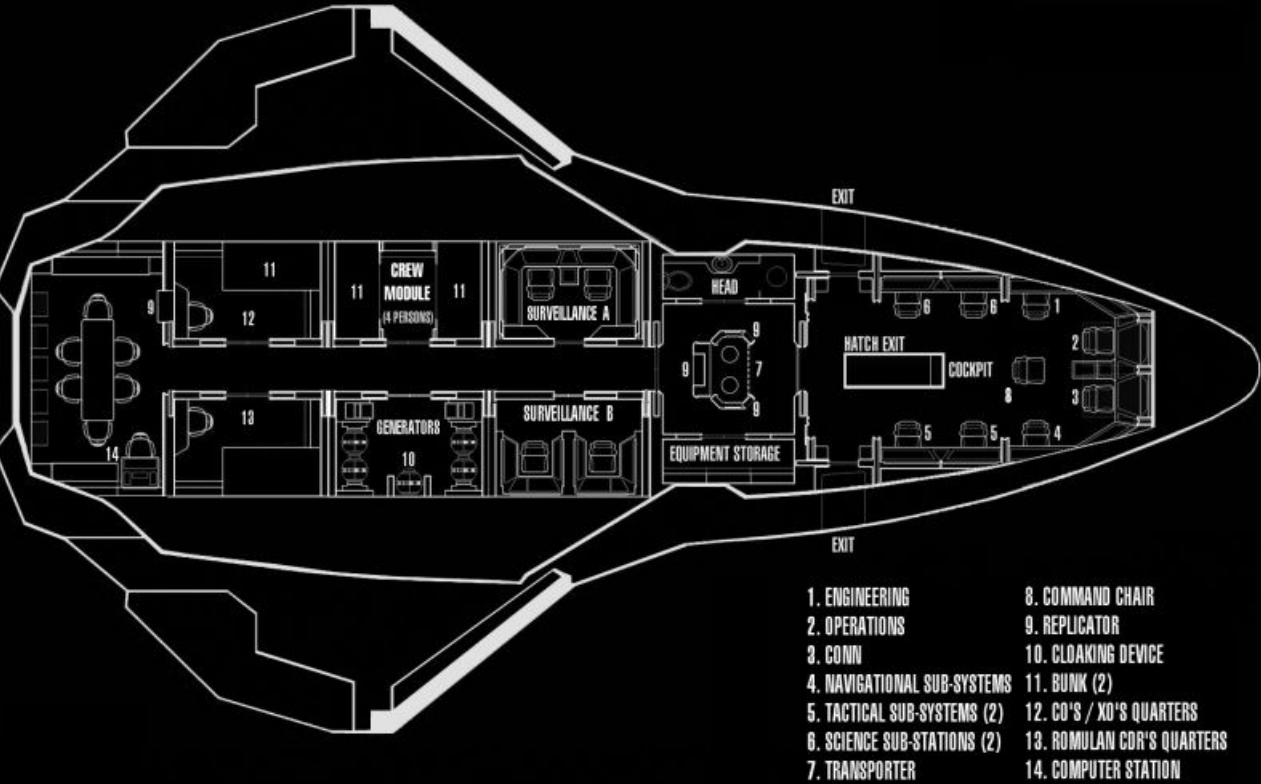 EXIT
11
CREW
MODULE
(4 PERSONS)
11
11
9
12
SURVEILLANCE A
HEAD
6
6
1
9
2
HATCH EXIT
COCKPIT
9
7
8
3
9
13
GENERATORS
SURVEILLANCE B
5
5
4
14
10
EQUIPMENT STORAGE
EXIT
1. ENGINEERING
2. OPERATIONS
3. CONN
4. NAVIGATIONAL SUB-SYSTEMS
5. TACTICAL SUB-SYSTEMS (2)
6. SCIENCE SUB-STATIONS (2)
7. TRANSPORTER
8. COMMAND CHAIR
9. REPLICATOR
10. CLOAKING DEVICE
11. BUNK (2)
12. CO'S / XO'S QUARTERS
13. ROMULAN CDR'S QUARTERS
14. COMPUTER STATION